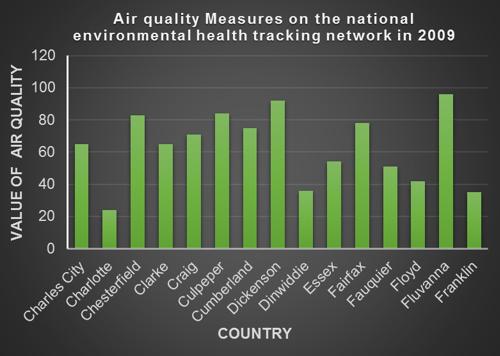 Air quality Measures on the national
environmental health tracking network in 2009
VALUE OF AIR QUALITY
120
100
80
60
40
20
0
Charles City
Charlotte
Chesterfield
Clarke
Craig
Culpeper
Cumberland
Dickenson
Dinwiddie
Essex
Fairfax
Fauquier
Floyd
Fluvanna
Franklin
COUNTRY